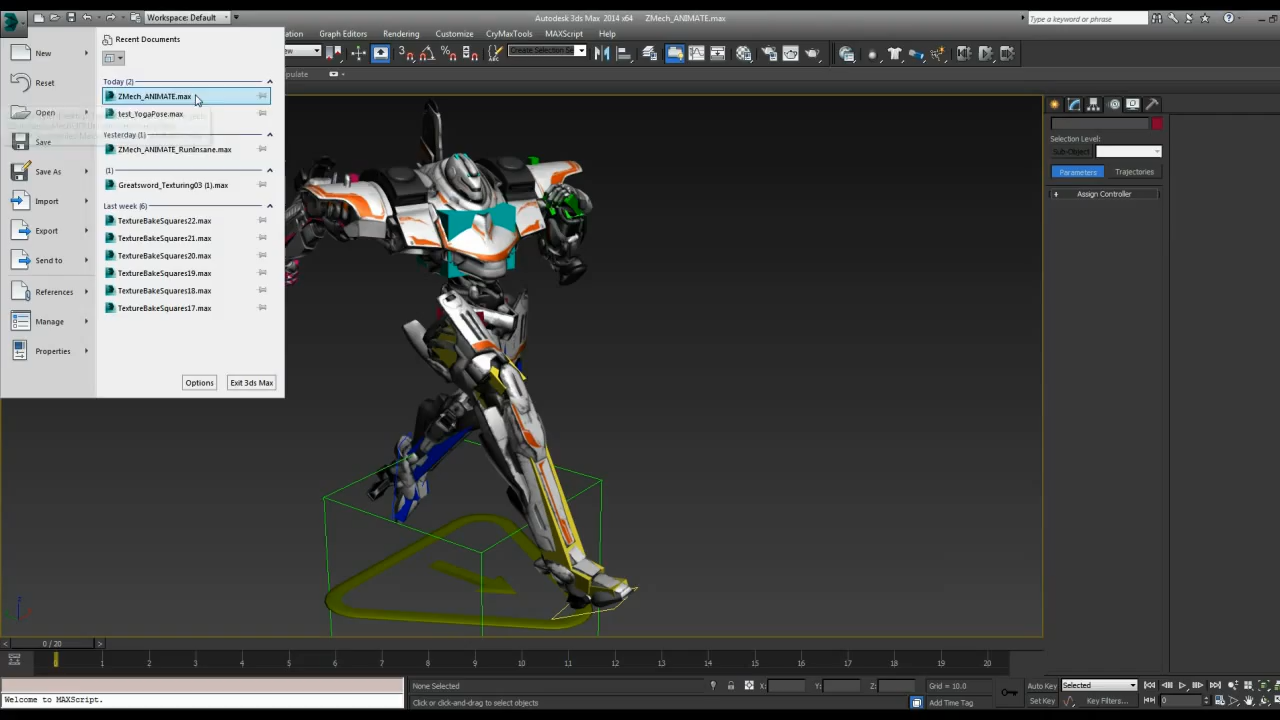 Workspace: Default
Autodesk 3ds Max 2014 x64 ZMech_ANIMATE.max
Type a keyword or phrase
Graph Editors Rendering Customize CryMaxTools MAXScript Help
Create Selection Se
Recent Documents
New
Reset
Open
Save
Save As
Import
Export
Send to
References
Manage
Properties
Today (2)
ZMech_ANIMATE.max
test_YogaPose.max
Yesterday (1)
ZMech_ANIMATE_RunInsane.max
(1)
Greatsword_Texturing03 (1).max
Last week (6)
TextureBakeSquares22.max
TextureBakeSquares21.max
TextureBakeSquares20.max
TextureBakeSquares19.max
TextureBakeSquares18.max
TextureBakeSquares17.max
Options Exit 3ds Max
Selection Level:
Sub-Object
Parameters Trajectories
+ Assign Controller
< 0 / 20 >
1 2 3 4 5 6 7 8 9 10 11 12 13 14 15 16 17 18 19 20
None Selected X: Y: Z: Grid = 10.0 Auto Key Selected
Welcome to MAXScript. Click or click-and-drag to select objects Add Time Tag Set Key Key Filters... 0